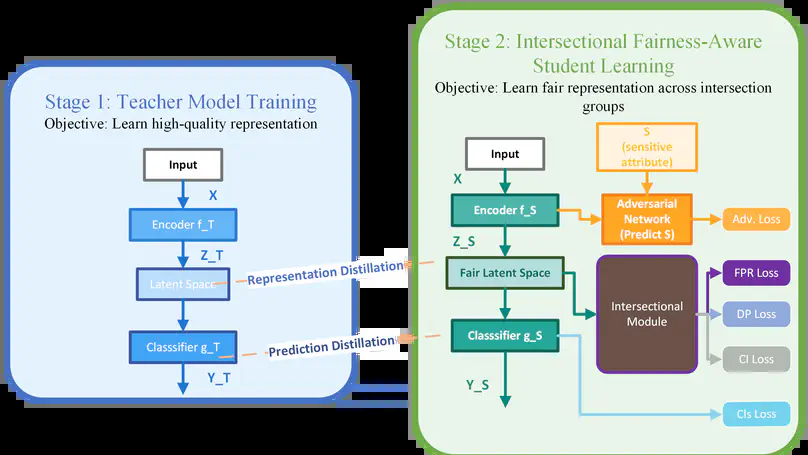 Stage 1: Teacher Model Training
Objective: Learn high-quality representation
Input
X
Encoder f_T
Z_T
Latent Space
Classsifier g_T
Y_T
Representation Distillation
Prediction Distillation
Stage 2: Intersectional Fairness-Aware
Student Learning
Objective: Learn fair representation across intersection
groups
Input
X
Encoder f_S
Z_S
Fair Latent Space
Classsifier g_S
Y_S
S
(sensitive
attribute)
Adversarial
Network
(Predict S)
Intersectional
Module
Adv. Loss
FPR Loss
DP Loss
CI Loss
Cls Loss